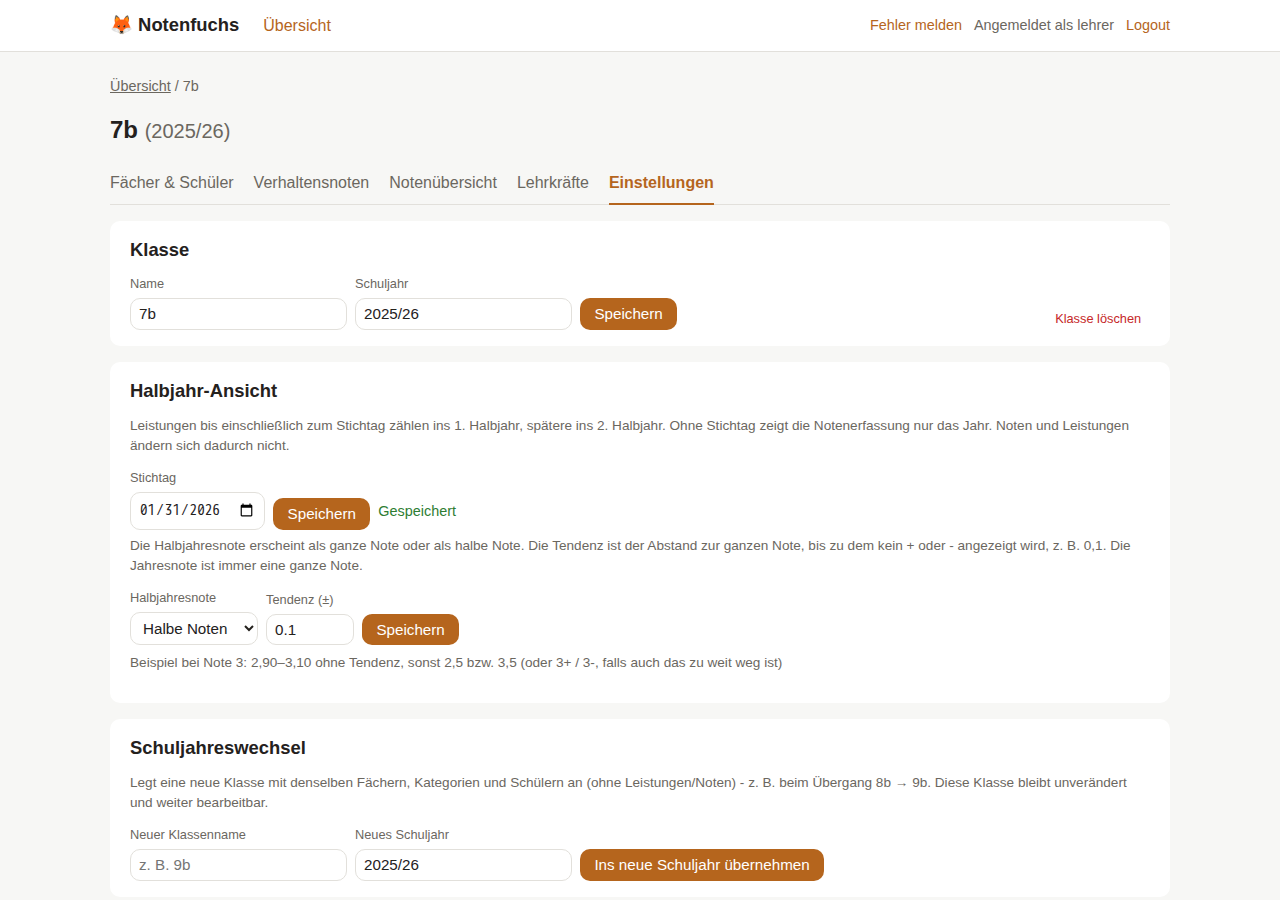 🦊 Notenfuchs Übersicht Fehler melden Angemeldet als lehrer Logout
Übersicht / 7b
7b (2025/26)
Fächer & Schüler Verhaltensnoten Notenübersicht Lehrkräfte Einstellungen
Klasse
Name Schuljahr
7b 2025/26 Speichern Klasse löschen
Halbjahr-Ansicht
Leistungen bis einschließlich zum Stichtag zählen ins 1. Halbjahr, spätere ins 2. Halbjahr. Ohne Stichtag zeigt die Notenerfassung nur das Jahr. Noten und Leistungen
ändern sich dadurch nicht.
Stichtag
01/31/2026 Speichern Gespeichert
Die Halbjahresnote erscheint als ganze Note oder als halbe Note. Die Tendenz ist der Abstand zur ganzen Note, bis zu dem kein + oder - angezeigt wird, z. B. 0,1. Die
Jahresnote ist immer eine ganze Note.
Halbjahresnote Tendenz (±)
Halbe Noten 0.1 Speichern
Beispiel bei Note 3: 2,90–3,10 ohne Tendenz, sonst 2,5 bzw. 3,5 (oder 3+ / 3-, falls auch das zu weit weg ist)
Schuljahreswechsel
Legt eine neue Klasse mit denselben Fächern, Kategorien und Schülern an (ohne Leistungen/Noten) - z. B. beim Übergang 8b → 9b. Diese Klasse bleibt unverändert
und weiter bearbeitbar.
Neuer Klassenname Neues Schuljahr
z. B. 9b 2025/26 Ins neue Schuljahr übernehmen